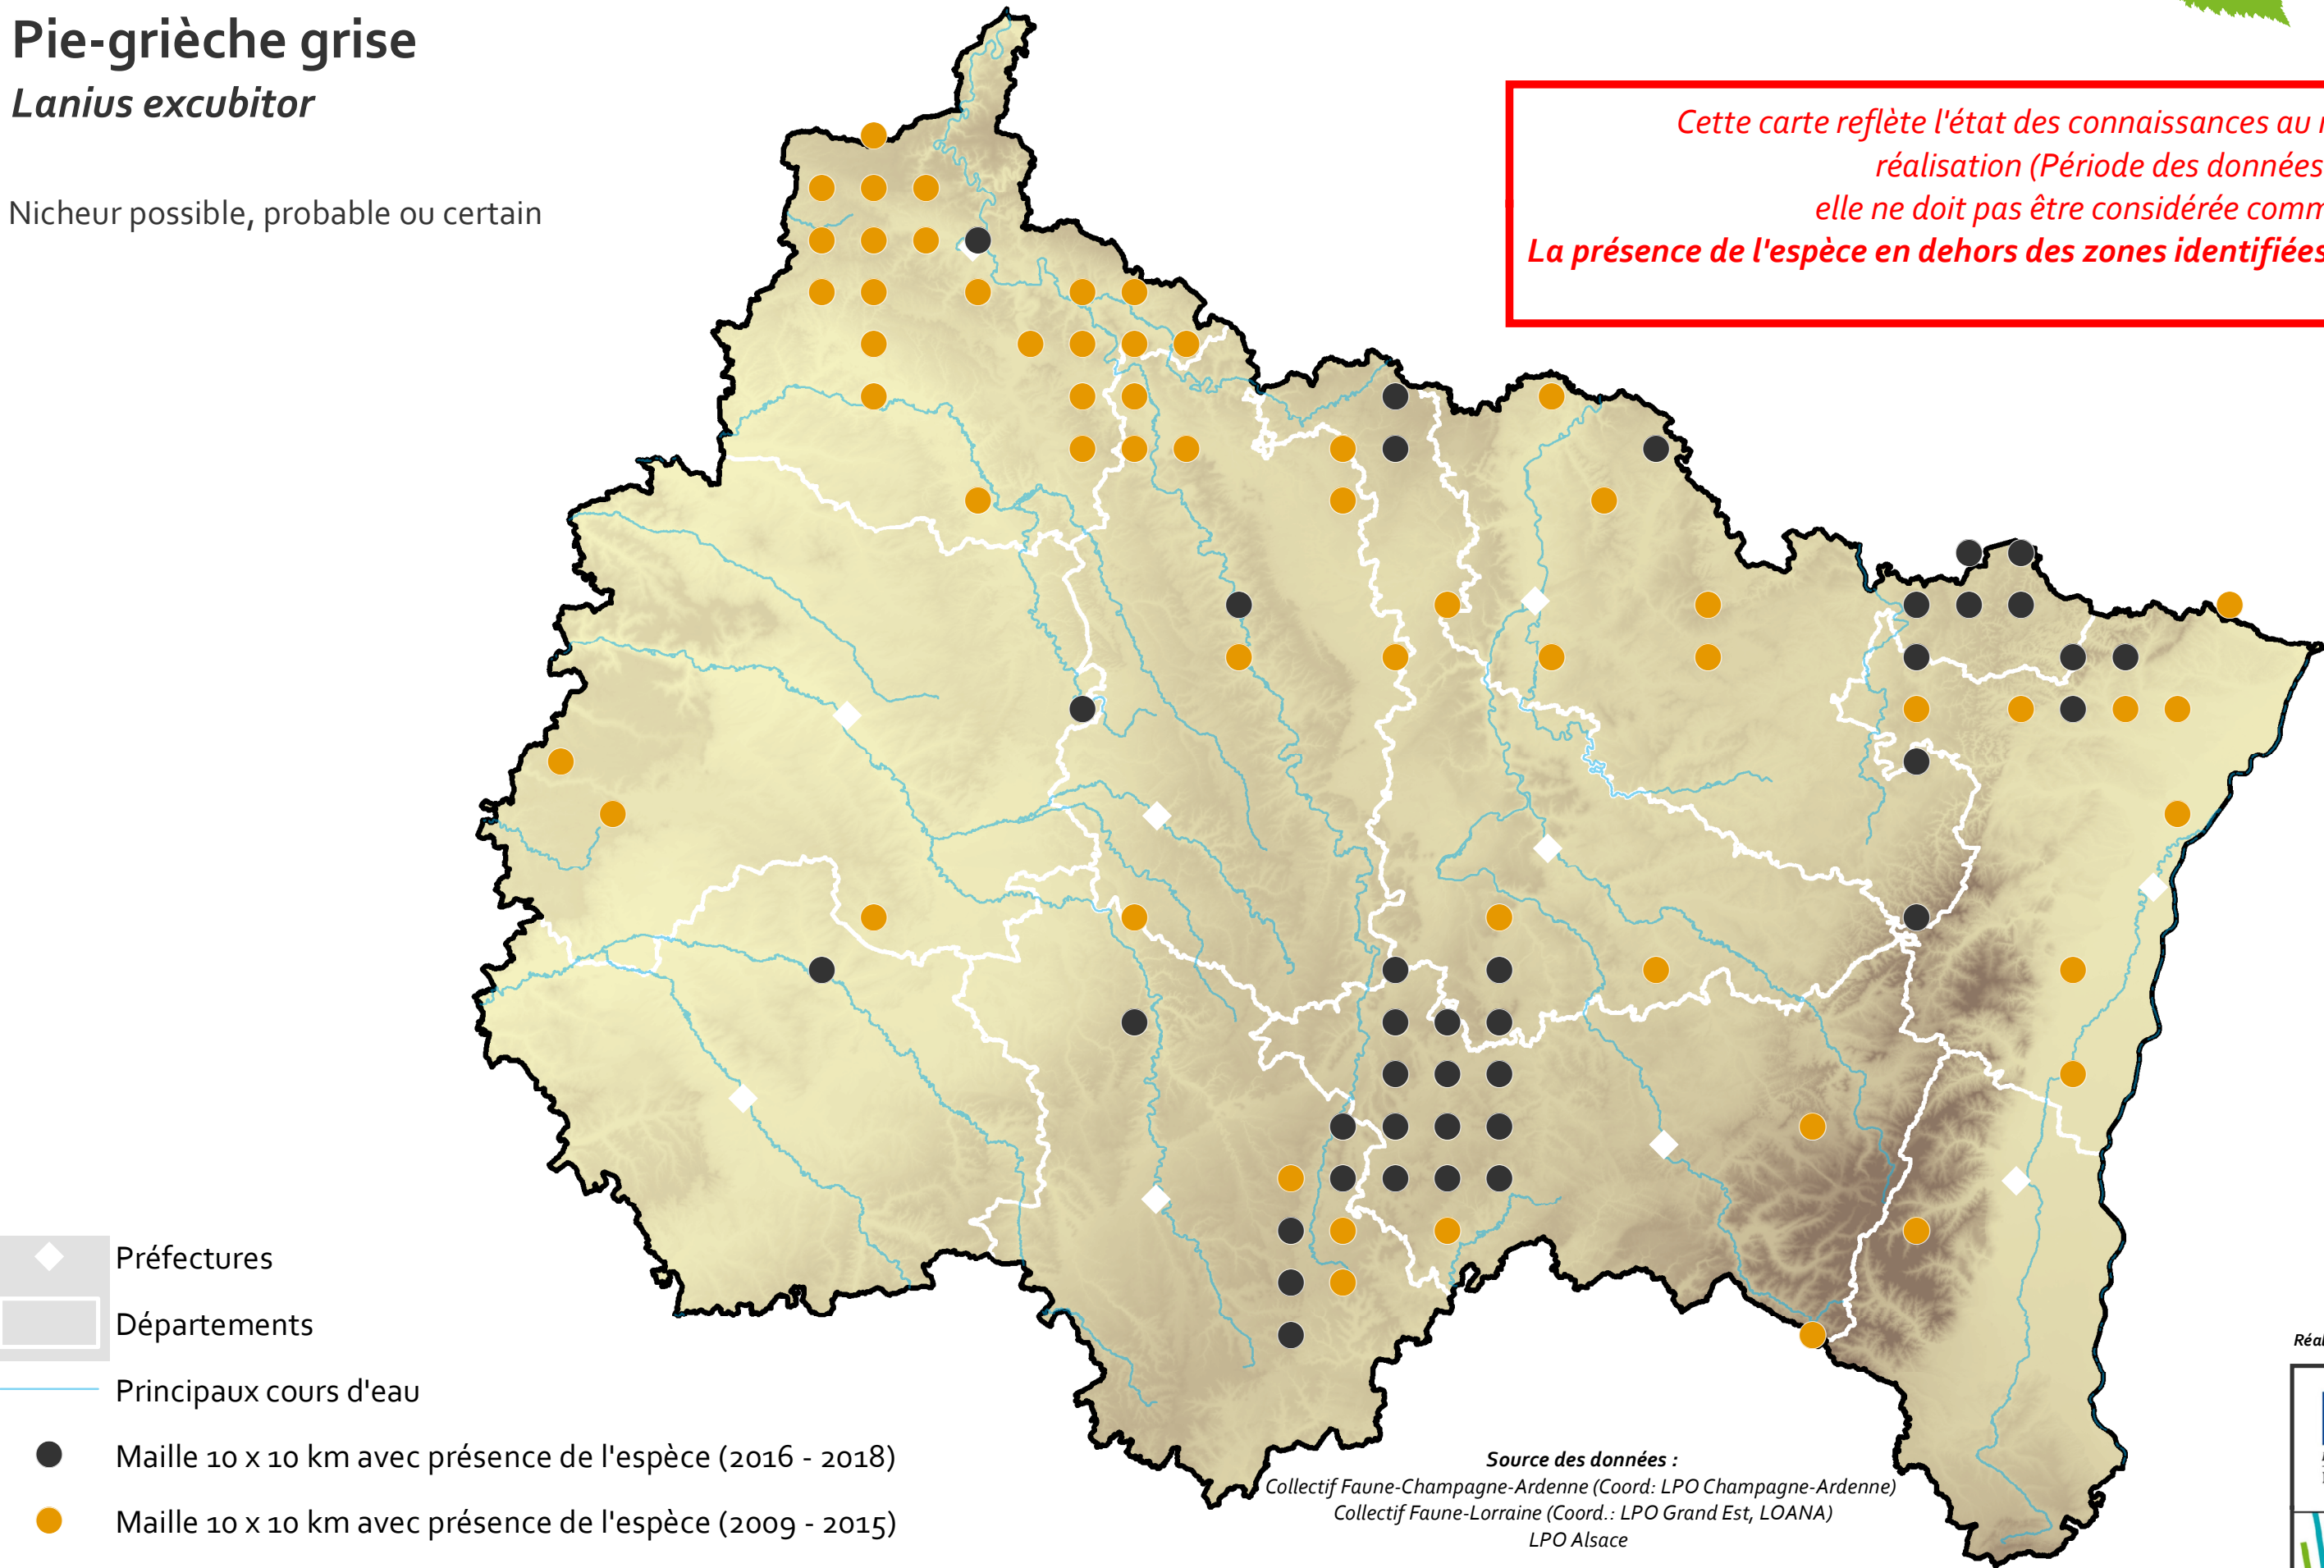 Pie-grièche grise
Lanius excubitor
Nicheur possible, probable ou certain
Cette carte reflète l'état des connaissances au
réalisation (Période des données
elle ne doit pas être considérée
La présence de l'espèce en dehors des zones identifiées
Préfectures
Départements
Principaux cours d'eau
Maille 10 x 10 km avec présence de l'espèce (2016 - 2018)
Maille 10 x 10 km avec présence de l'espèce (2009 - 2015)
Source des données :
Collectif Faune-Champagne-Ardenne (Coord: LPO Champagne-Ardenne)
Collectif Faune-Lorraine (Coord.: LPO Grand Est, LOANA)
LPO Alsace